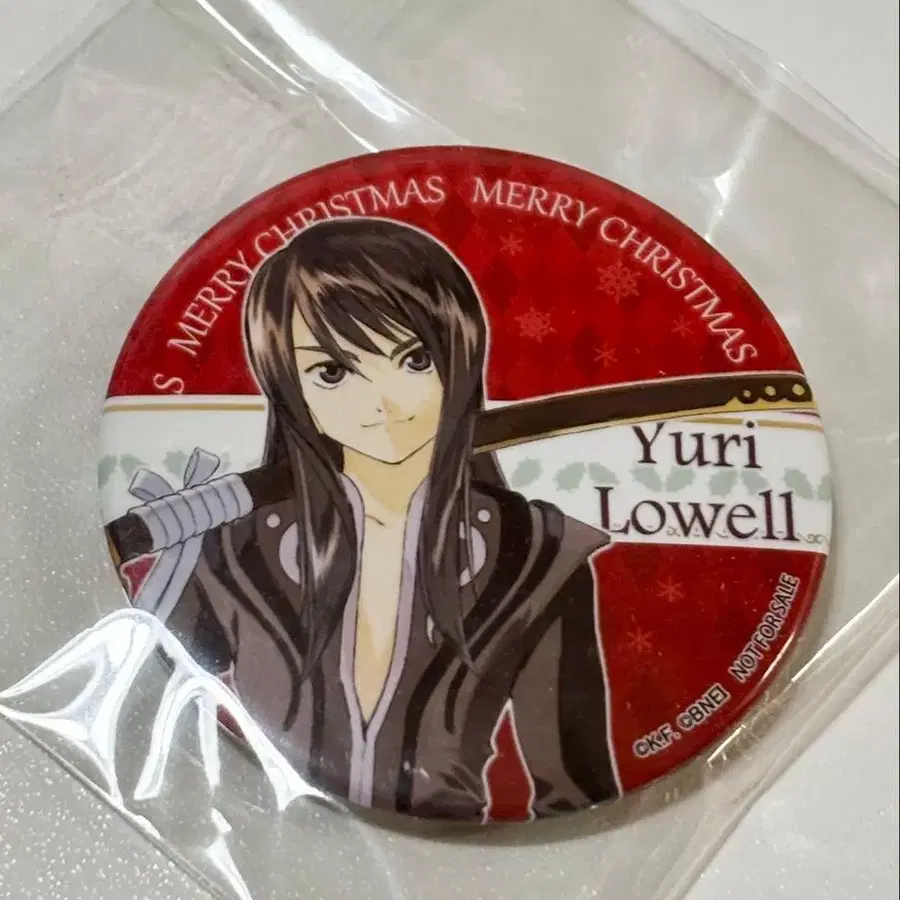 S MERRY CHRISTMAS MERRY CHRISTMAS
Yuri
Lowell
©K.F. ©BNEI NOT FOR SALE